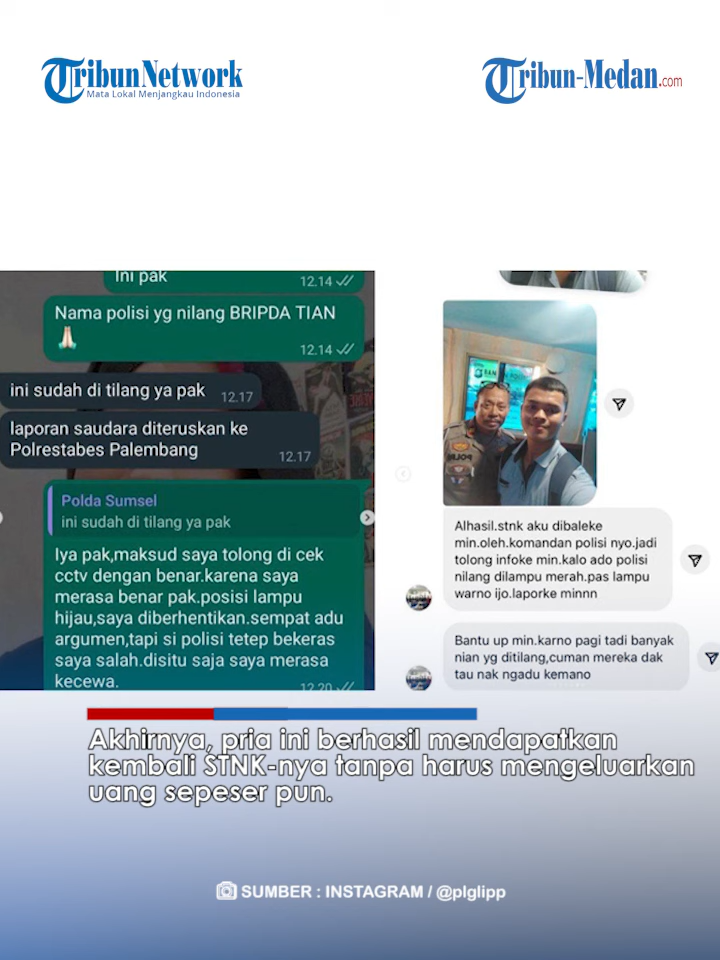 TribunNetwork
Mata Lokal Menjangkau Indonesia
Tribun-Medan.com
Ini pak
12.14
Nama polisi yg nilang BRIPDA TIAN
🙏🏻
12.14
ini sudah di tilang ya pak 12.17
laporan saudara diteruskan ke
Polrestabes Palembang
12.17
Polda Sumsel
ini sudah di tilang ya pak
Iya pak,maksud saya tolong di cek
cctv dengan benar.karena saya
merasa benar pak.posisi lampu
hijau,saya diberhentikan.sempat adu
argumen,tapi si polisi tetep bekeras
saya salah.disitu saja saya merasa
kecewa.
12.20
Alhasil.stnk aku dibaleke
min.oleh.komandan polisi nyo.jadi
tolong infoke min.kalo ado polisi
nilang dilampu merah.pas lampu
warno ijo.laporke minnn
Bantu up min.karno pagi tadi banyak
nian yg ditilang,cuman mereka dak
tau nak ngadu kemano
Akhirnya, pria ini berhasil mendapatkan
kembali STNK-nya tanpa harus mengeluarkan
uang sepeser pun.
SUMBER : INSTAGRAM / @plglipp